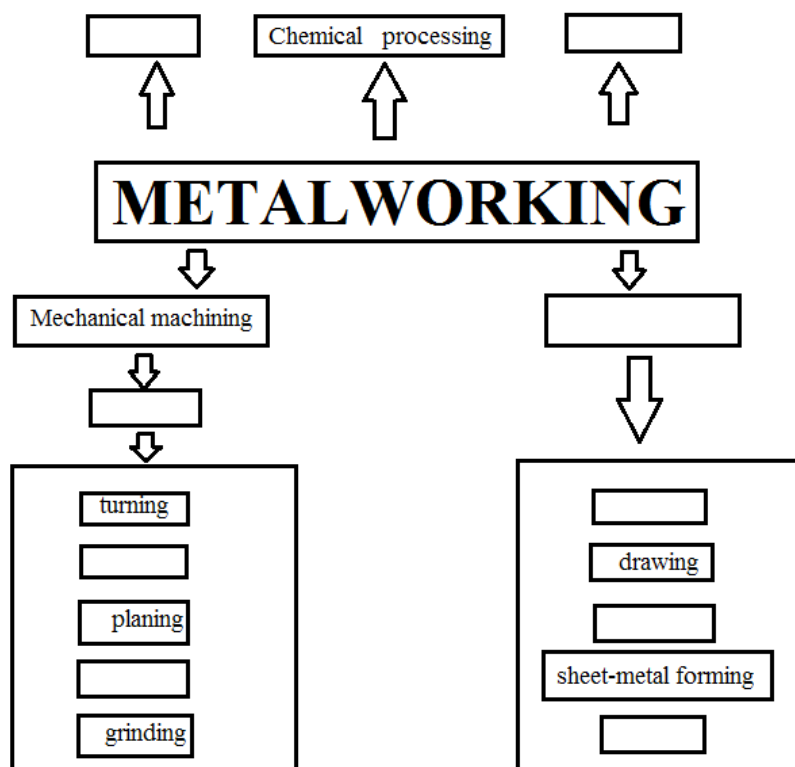 Chemical processing
METALWORKING
Mechanical machining
turning
planing
grinding
drawing
sheet-metal forming